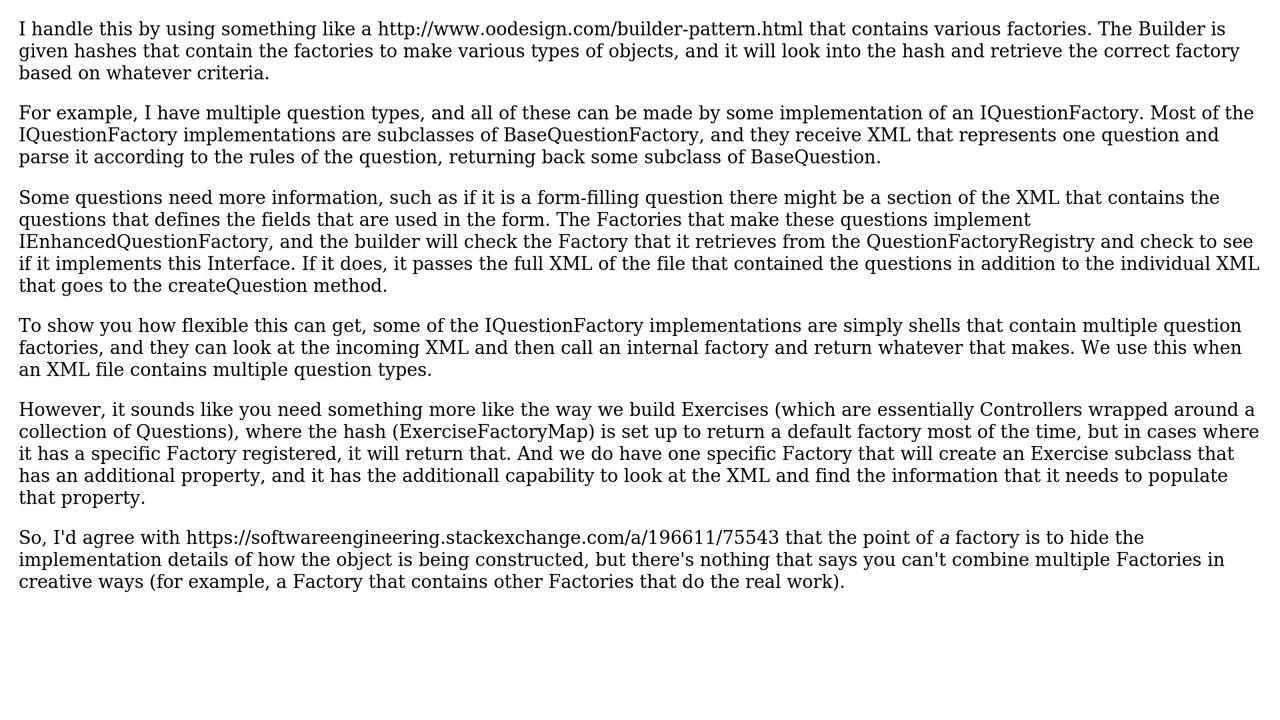 I handle this by using something like a http://www.oodesign.com/builder-pattern.html that contains various factories. The Builder is
given hashes that contain the factories to make various types of objects, and it will look into the hash and retrieve the correct factory
based on whatever criteria.
For example, I have multiple question types, and all of these can be made by some implementation of an IQuestionFactory. Most of the
IQuestionFactory implementations are subclasses of BaseQuestionFactory, and they receive XML that represents one question and
parse it according to the rules of the question, returning back some subclass of BaseQuestion.
Some questions need more information, such as if it is a form-filling question there might be a section of the XML that contains the
questions that defines the fields that are used in the form. The Factories that make these questions implement
IEnhancedQuestionFactory, and the builder will check the Factory that it retrieves from the QuestionFactoryRegistry and check to see
if it implements this Interface. If it does, it passes the full XML of the file that contained the questions in addition to the individual XML
that goes to the createQuestion method.
To show you how flexible this can get, some of the IQuestionFactory implementations are simply shells that contain multiple question
factories, and they can look at the incoming XML and then call an internal factory and return whatever that makes. We use this when
an XML file contains multiple question types.
However, it sounds like you need something more like the way we build Exercises (which are essentially Controllers wrapped around a
collection of Questions), where the hash (ExerciseFactoryMap) is set up to return a default factory most of the time, but in cases where
it has a specific Factory registered, it will return that. And we do have one specific Factory that will create an Exercise subclass that
has an additional property, and it has the additionall capability to look at the XML and find the information that it needs to populate
that property.
So, I'd agree with https://softwareengineering.stackexchange.com/a/196611/75543 that the point of a factory is to hide the
implementation details of how the object is being constructed, but there's nothing that says you can't combine multiple Factories in
creative ways (for example, a Factory that contains other Factories that do the real work).